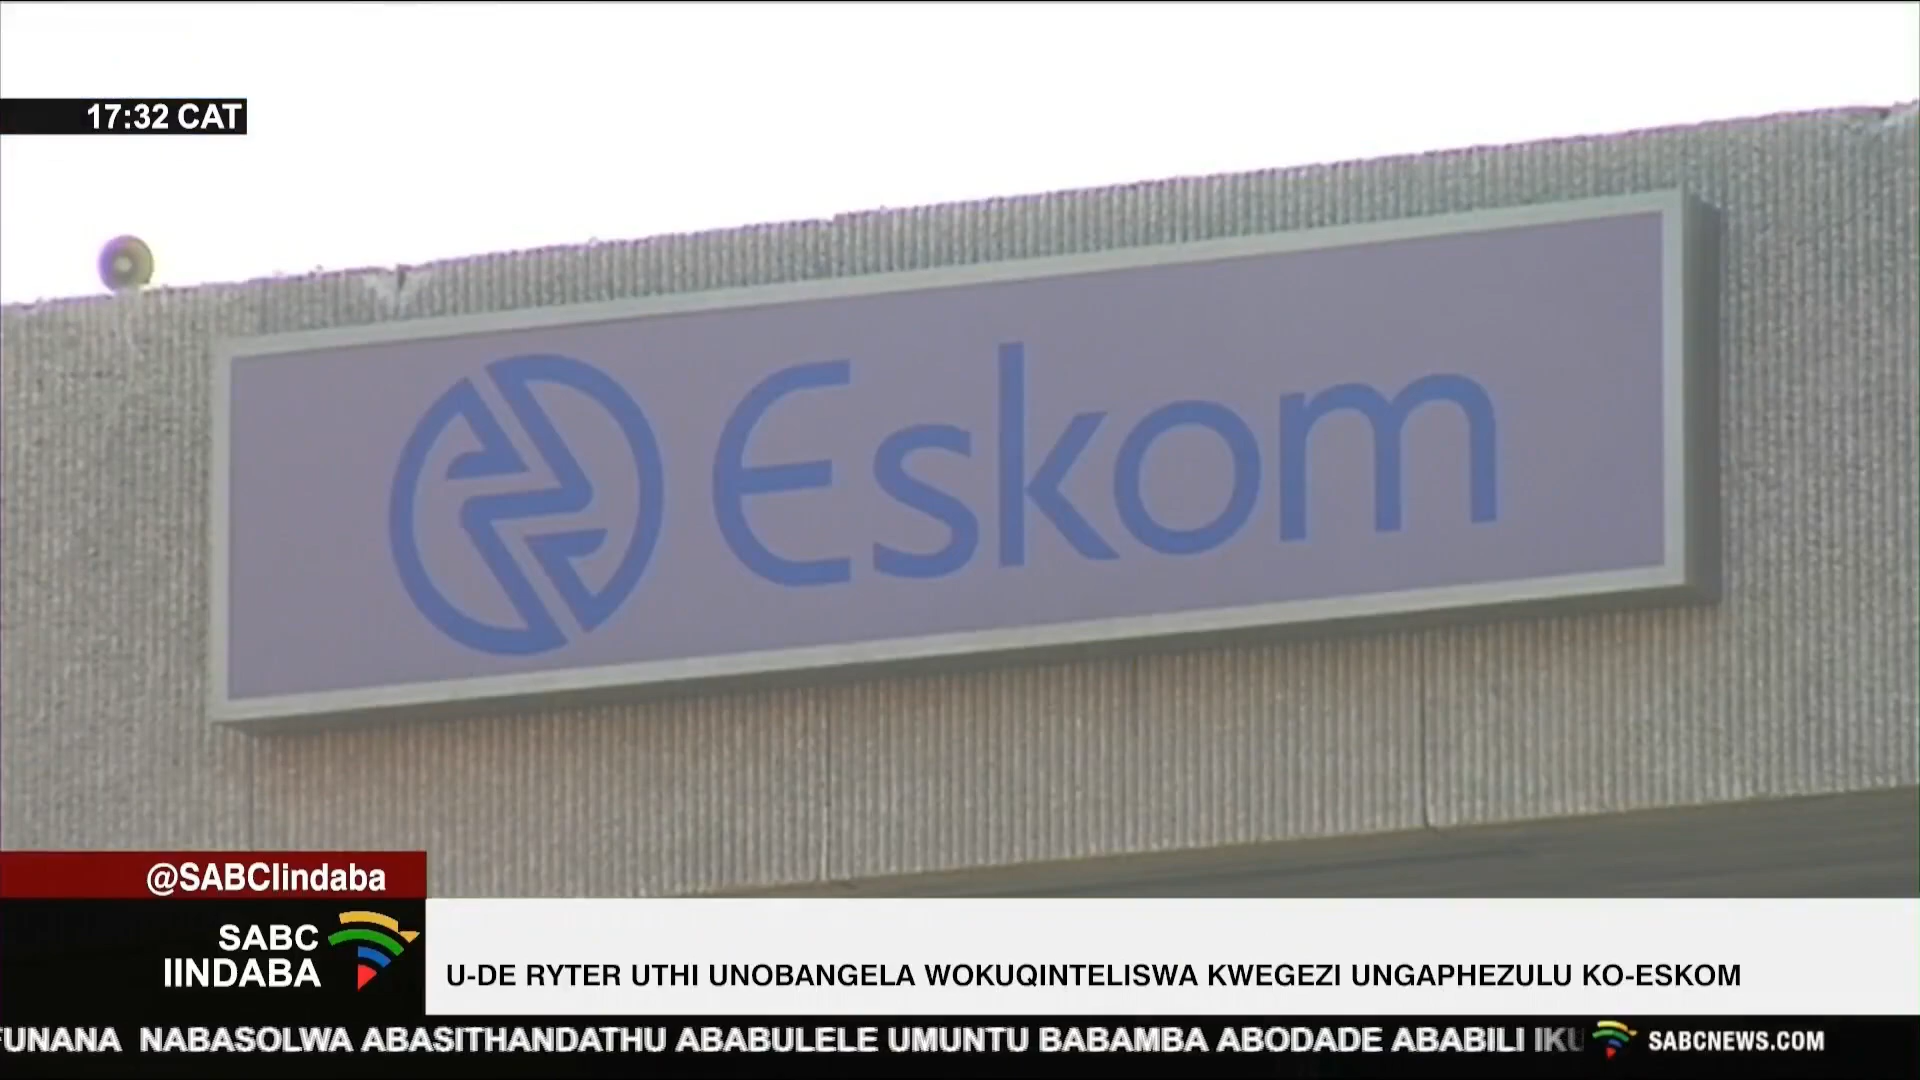 17:32 CAT
Eskom
@SABCIindaba
SABC
IINDABA
U-DE RYTER UTHI UNOBANGELA WOKUQINTELISWA KWEGEZI UNGAPHEZULU KO-ESKOM
NABASOLWA ABASITHANDATHU ABABULELE UMUNTU BABAMBA ABODADE ABABILI
SABCNEWS.COM